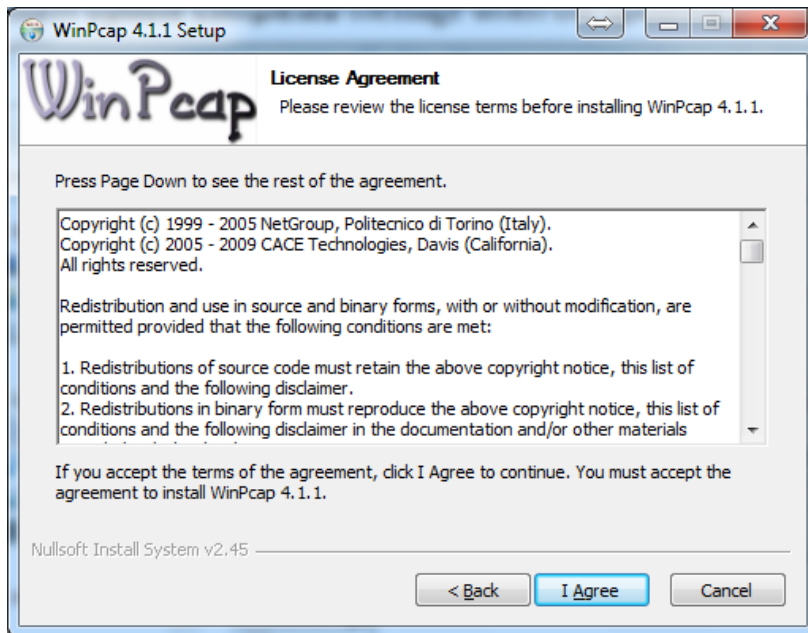 WinPcap 4.1.1 Setup
WinPcap
License Agreement
Please review the license terms before installing WinPcap 4.1.1.
Press Page Down to see the rest of the agreement.
Copyright (c) 1999 - 2005 NetGroup, Politecnico di Torino (Italy).
Copyright (c) 2005 - 2009 CACE Technologies, Davis (California).
All rights reserved.
Redistribution and use in source and binary forms, with or without modification, are
permitted provided that the following conditions are met:
1. Redistributions of source code must retain the above copyright notice, this list of
conditions and the following disclaimer.
2. Redistributions in binary form must reproduce the above copyright notice, this list of
conditions and the following disclaimer in the documentation and/or other materials
If you accept the terms of the agreement, click I Agree to continue. You must accept the
agreement to install WinPcap 4.1.1.
Nullsoft Install System v2.45
< Back
I Agree
Cancel